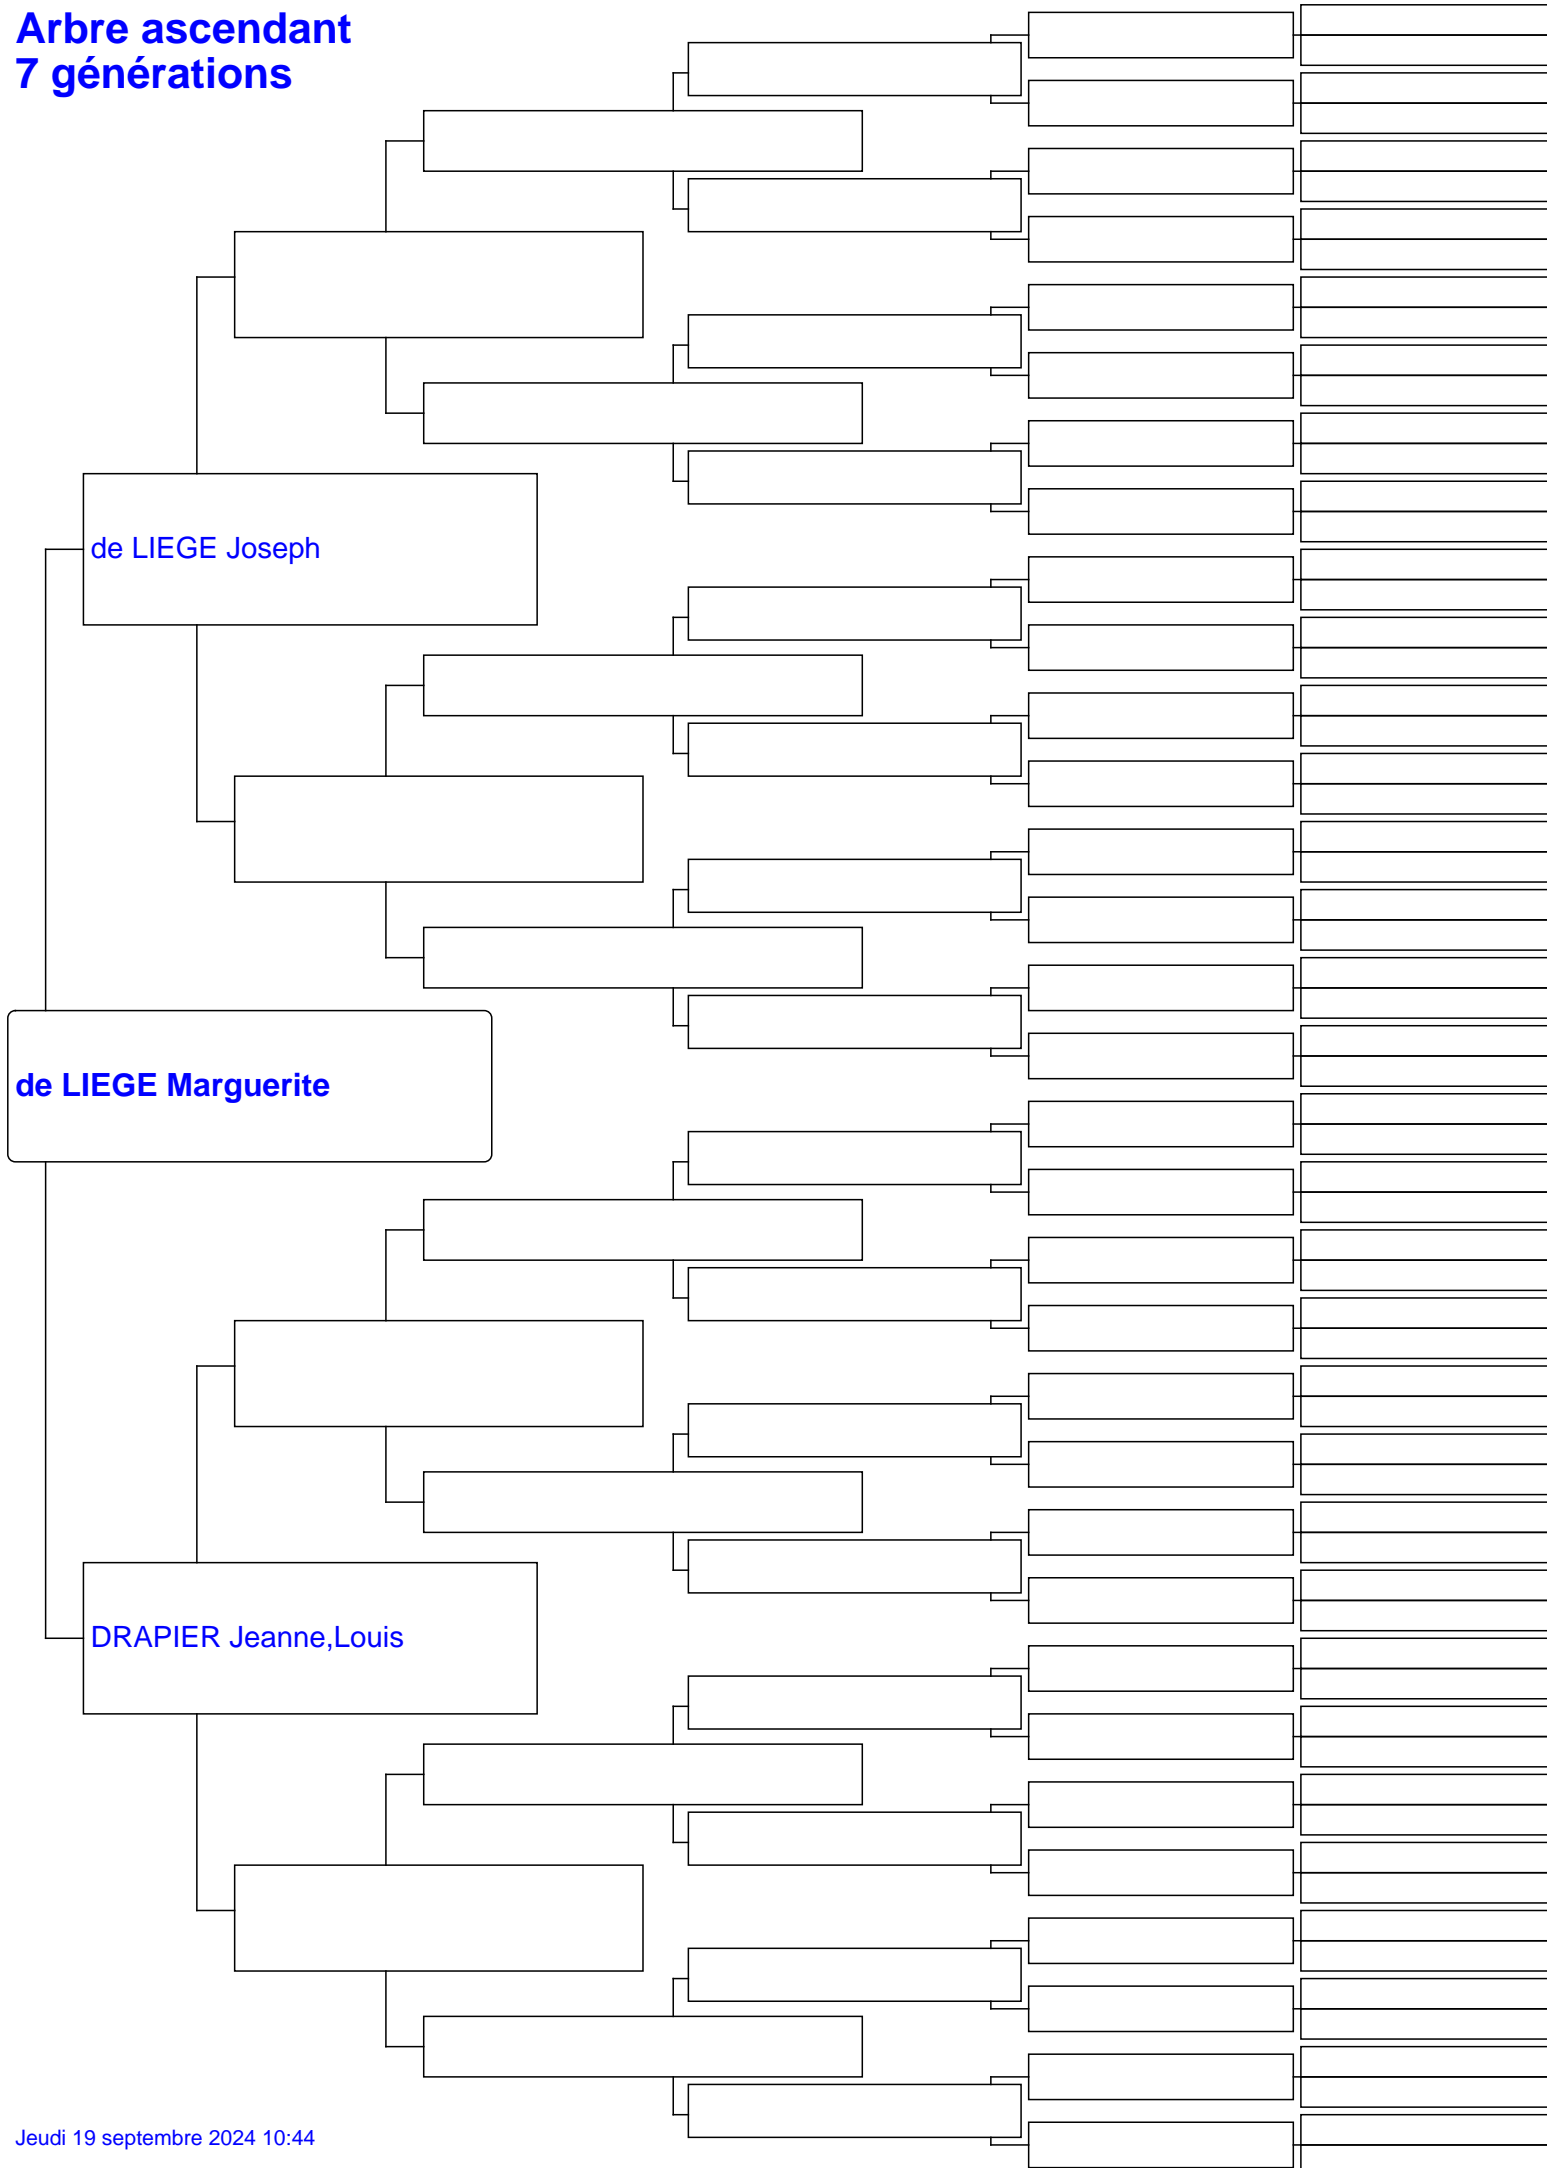 Arbre ascendant
7 générations
de LIEGE Joseph
de LIEGE Marguerite
DRAPIER Jeanne,Louis
Jeudi 19 septembre 2024 10:44